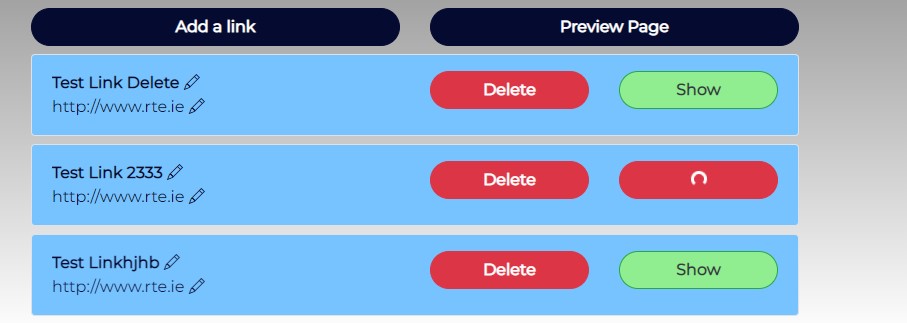 Add a link
Preview Page
Test Link Delete
http://www.rte.ie
Delete
Show
Test Link 2333
http://www.rte.ie
Delete
Test Linkhjhb
http://www.rte.ie
Delete
Show